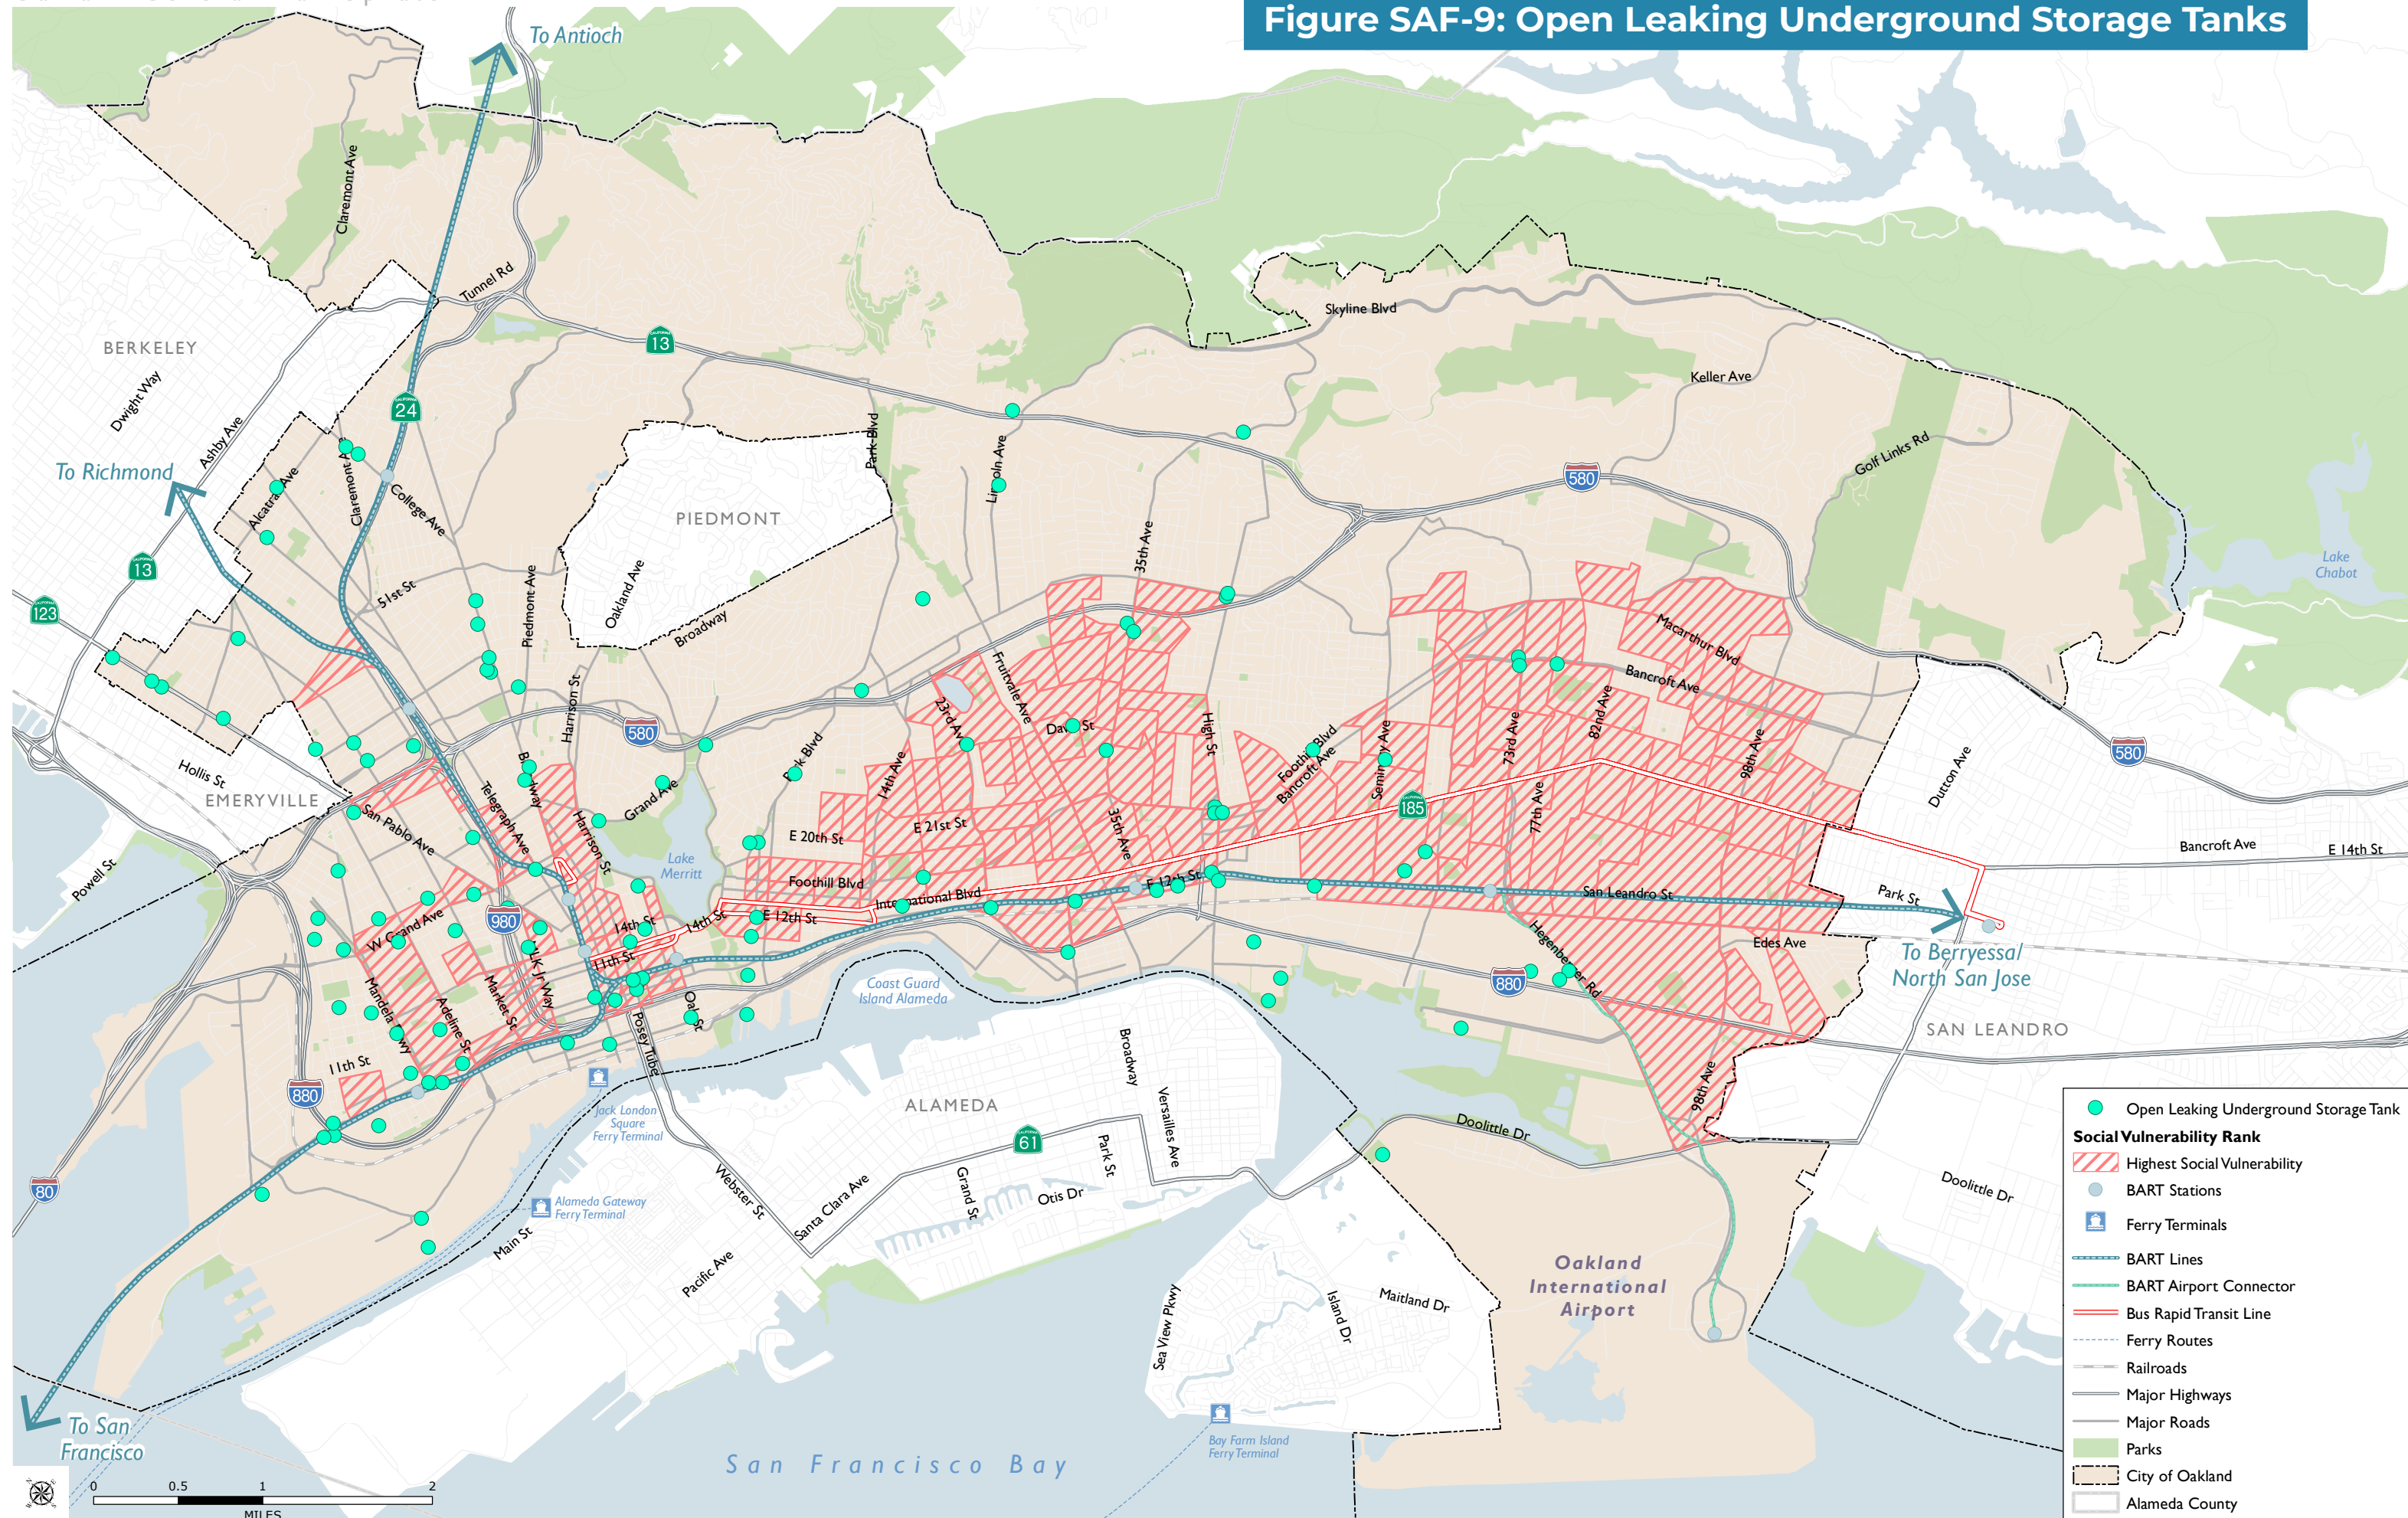 Figure SAF-9: Open Leaking Underground Storage Tanks
To Antioch
Claremont Ave
Tunnel Rd
BERKELEY
Dwight Way
Ashby Ave
13
24
Skyline Blvd
Keller Ave
Golf Links Rd
To Richmond
Alcatraz Ave
Claremont Ave
College Ave
Park Blvd
Lincoln Ave
35th Ave
580
PIEDMONT
13
123
51st St
Piedmont Ave
Oakland Ave
Broadway
Lake
Chabot
Macarthur Blvd
Bancroft Ave
Fruitvale Ave
23rd Ave
Davis St
High St
Foothill Blvd
Bancroft Ave
Seminary Ave
73rd Ave
82nd Ave
98th Ave
Harrison St
580
Park Blvd
14th Ave
Hollis St
EMERYVILLE
Broadway
Telegraph Ave
Grand Ave
Harrison St
San Pablo Ave
185
77th Ave
Dutton Ave
580
Bancroft Ave
E 14th St
Powell St
Lake
Merritt
E 20th St
E 21st St
35th Ave
Foothill Blvd
International Blvd
E 12th St
San Leandro St
Park St
980
W Grand Ave
14th St
14th St
E 12th St
11th St
MLK Jr Way
Market St
Mandela Pkwy
Adeline St
Oak St
Posey Tube
11th St
880
Coast Guard
Island Alameda
Hegenberger Rd
Edes Ave
880
To Berryessa/
North San Jose
SAN LEANDRO
98th Ave
Jack London
Square
Ferry Terminal
ALAMEDA
Broadway
Versailles Ave
Park St
61
Doolittle Dr
Doolittle Dr
80
Alameda Gateway
Ferry Terminal
Main St
Webster St
Santa Clara Ave
Grand St
Otis Dr
Pacific Ave
Sea View Pkwy
Island Dr
Maitland Dr
Oakland
International
Airport
To San
Francisco
San Francisco Bay
Bay Farm Island
Ferry Terminal
0 0.5 1 2
MILES
Open Leaking Underground Storage Tank
Social Vulnerability Rank
Highest Social Vulnerability
BART Stations
Ferry Terminals
BART Lines
BART Airport Connector
Bus Rapid Transit Line
Ferry Routes
Railroads
Major Highways
Major Roads
Parks
City of Oakland
Alameda County